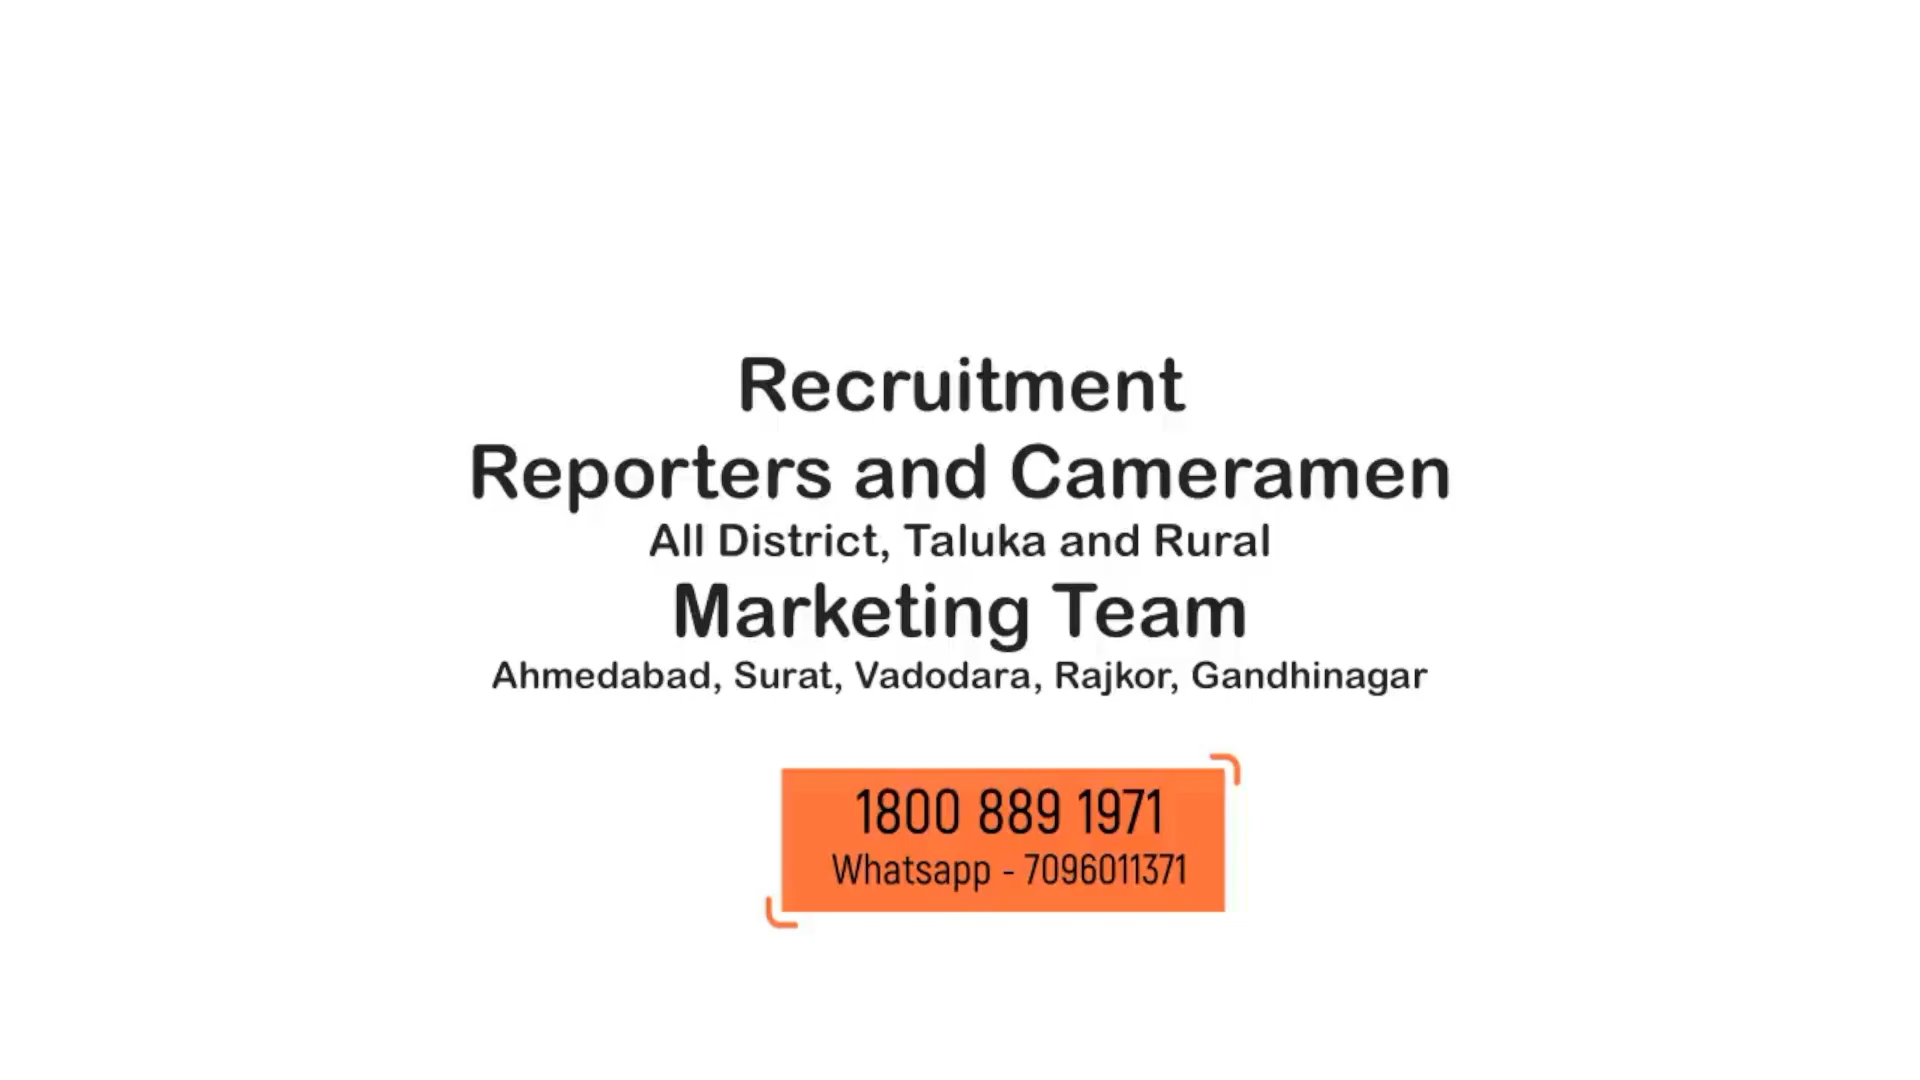 Recruitment
Reporters and Cameramen
All District, Taluka and Rural
Marketing Team
Ahmedabad, Surat, Vadodara, Rajkor, Gandhinagar
1800 889 1971
Whatsapp - 7096011371